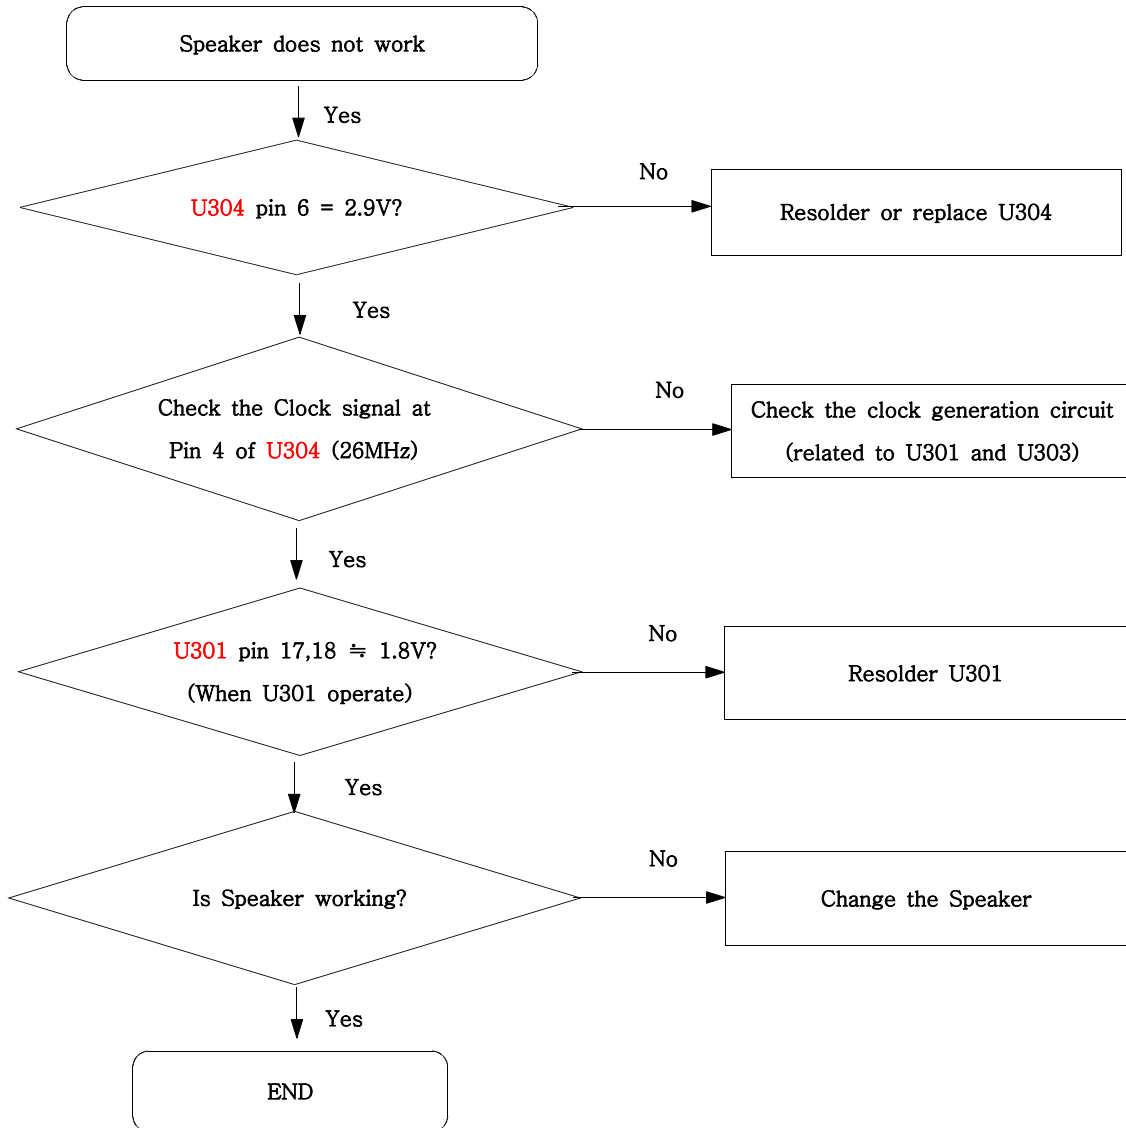 Speaker does not work
Yes
U304 pin 6 = 2.9V?
No
Resolder or replace U304
Yes
Check the Clock signal at
Pin 4 of U304 (26MHz)
No
Check the clock generation circuit
(related to U301 and U303)
Yes
U301 pin 17,18 ≒ 1.8V?
(When U301 operate)
No
Resolder U301
Yes
Is Speaker working?
No
Change the Speaker
Yes
END